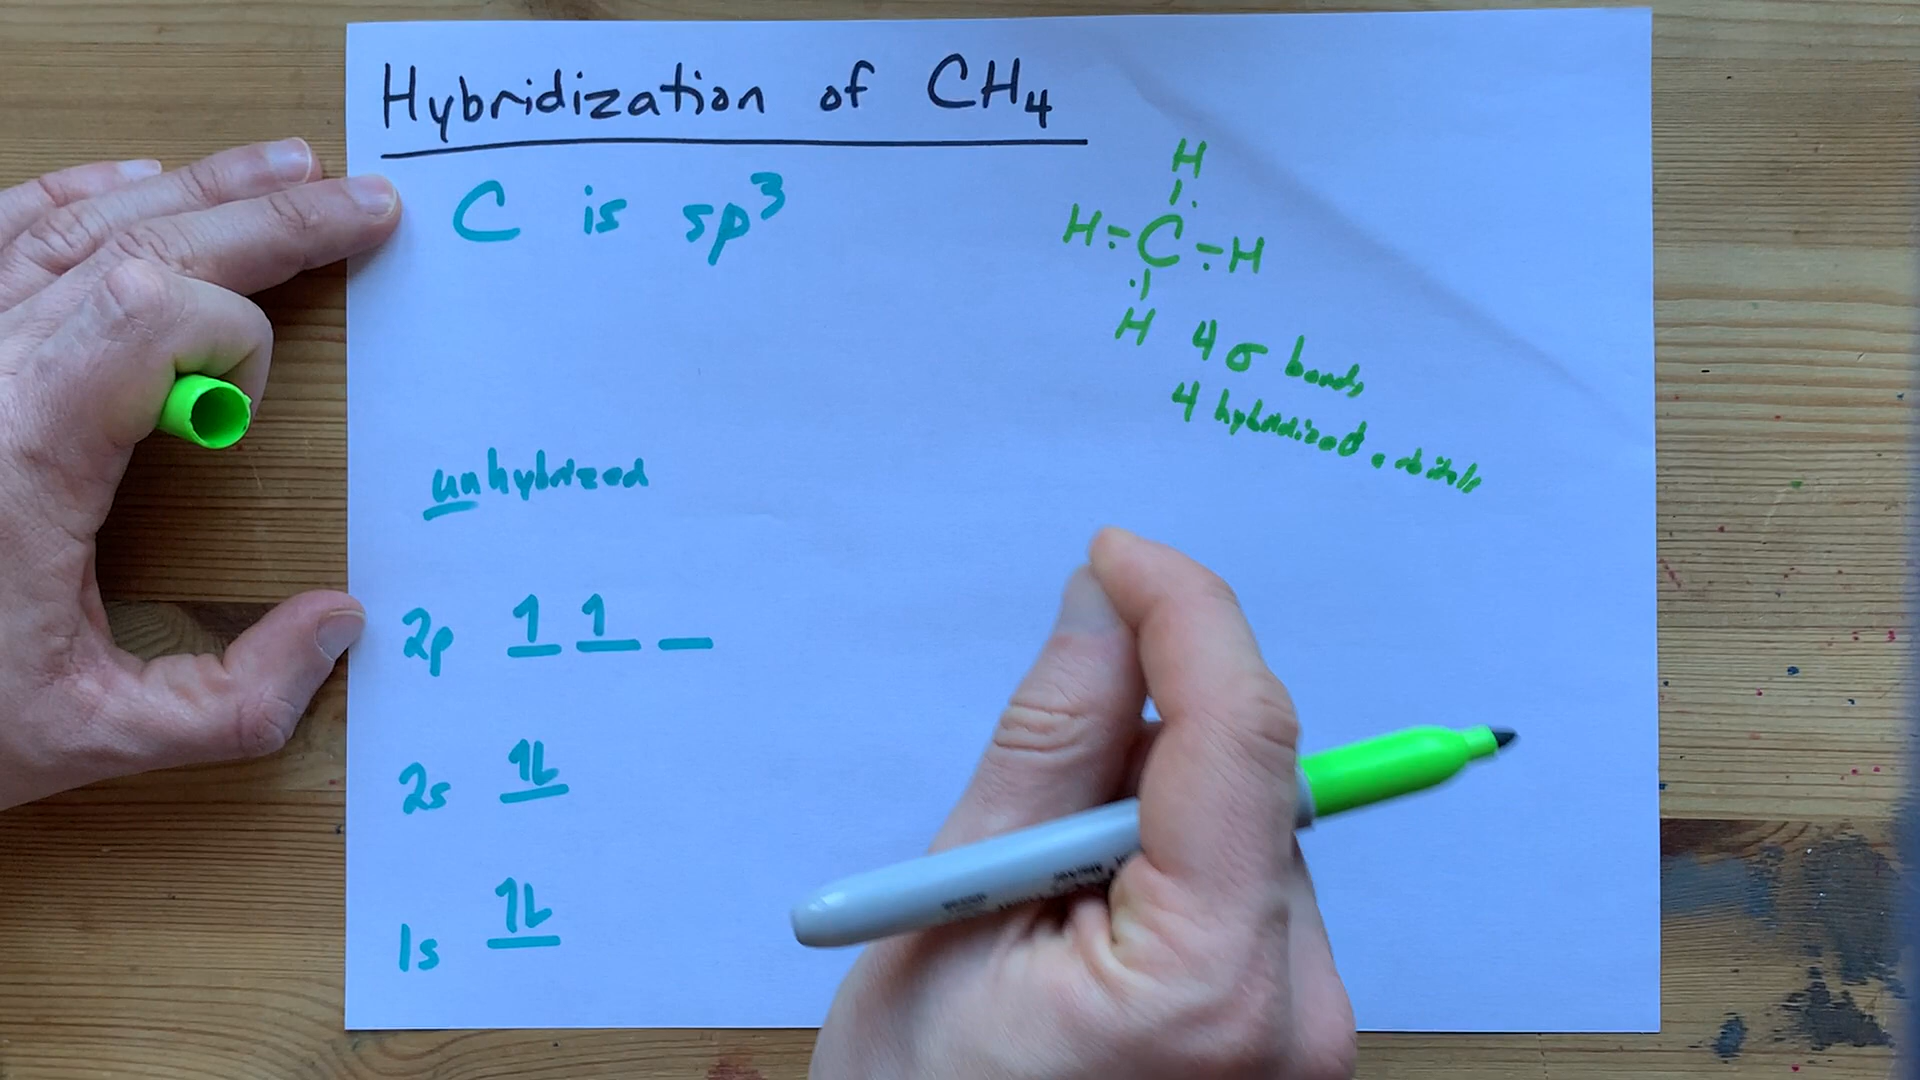 Hybridization of CH4
C is sp³
H
H-C-H
H
4 σ bonds
4 hybridized orbitals
unhybrized
2p 1 1
2s 1L
1s 1L